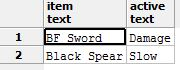 item active
text text
1 BF Sword Damage
2 Black Spear Slow